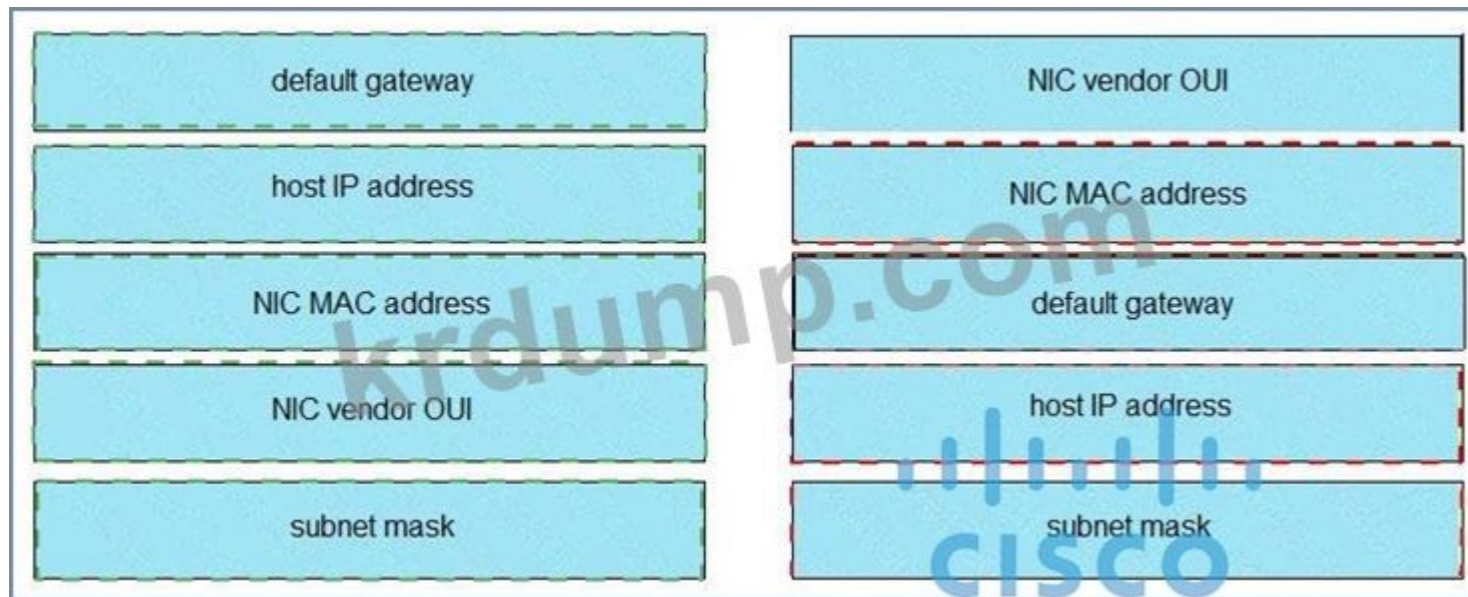 default gateway
host IP address
NIC MAC address
NIC vendor OUI
subnet mask
NIC vendor OUI
NIC MAC address
default gateway
host IP address
subnet mask
krdump.com
CISCO